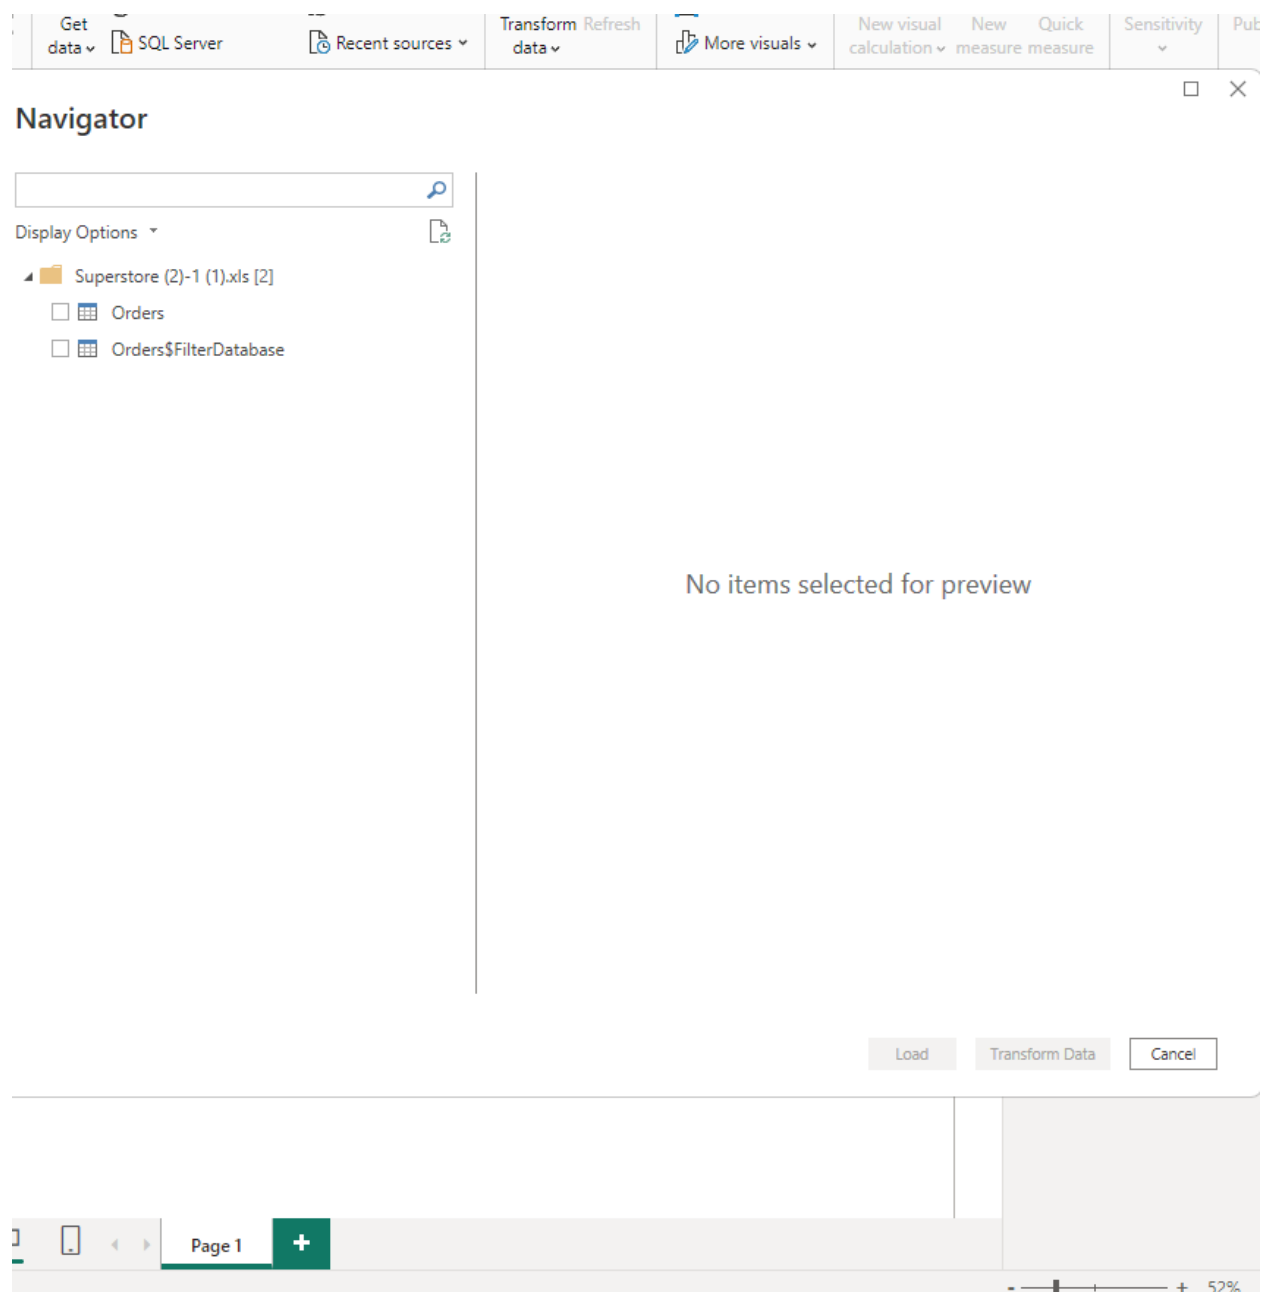 Get
data
SQL Server
Recent sources
Transform
data
Refresh
More visuals
New visual
calculation
New
measure
Quick
measure
Sensitivity
Navigator
Display Options
Superstore (2)-1 (1).xls [2]
Orders
Orders$FilterDatabase
No items selected for preview
Load
Transform Data
Cancel
Page 1
+
- + 52%